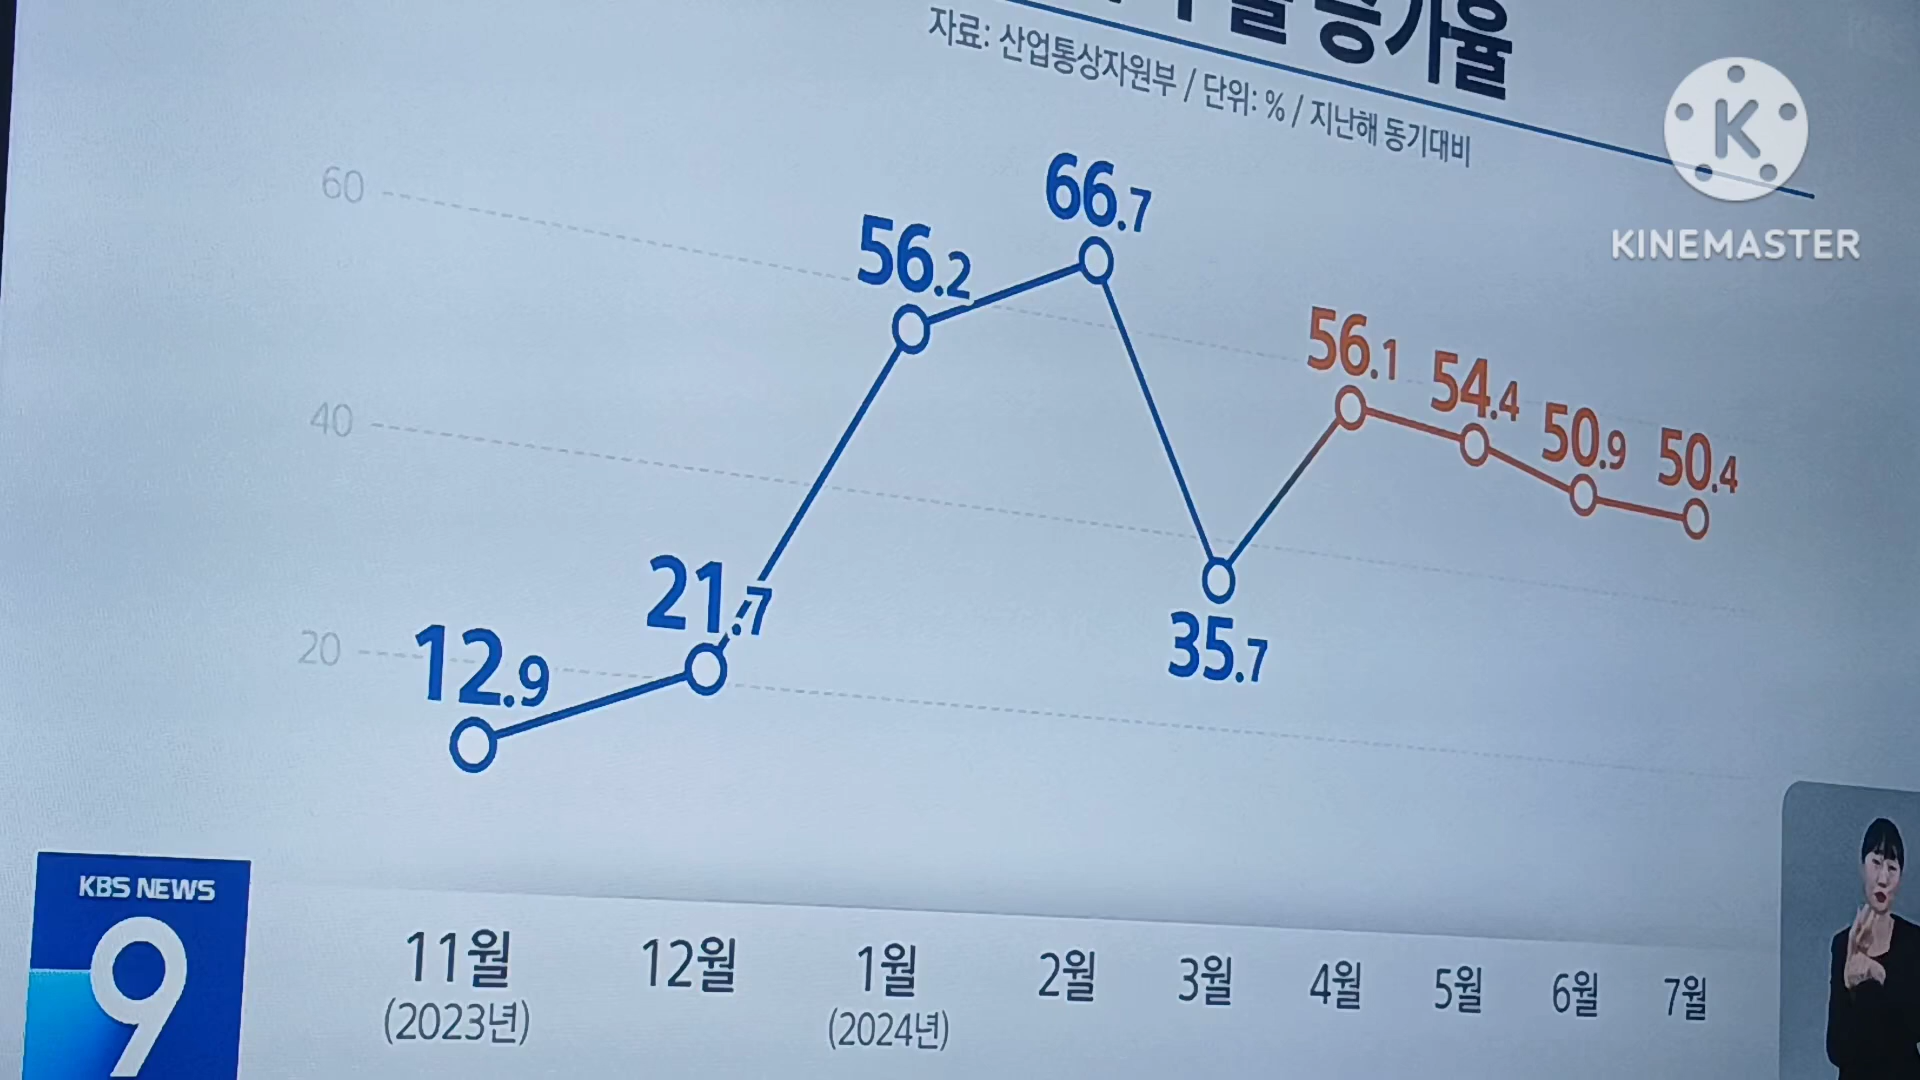 증가율
자료: 산업통상자원부 / 단위: % / 지난해 동기대비
KINEMASTER
60
40
20
12.9
21.7
56.2
66.7
35.7
56.1
54.4
50.9
50.4
11월
(2023년)
12월
1월
(2024년)
2월
3월
4월
5월
6월
7월
KBS NEWS
9